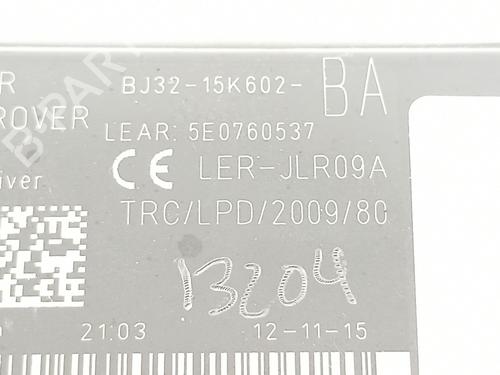 BJ32-15K602- BA
ROVER
LEAR: 5E0760537
CE LER-JLR09A
TRC/LPD/2009/80
13204
21:03 12-11-15